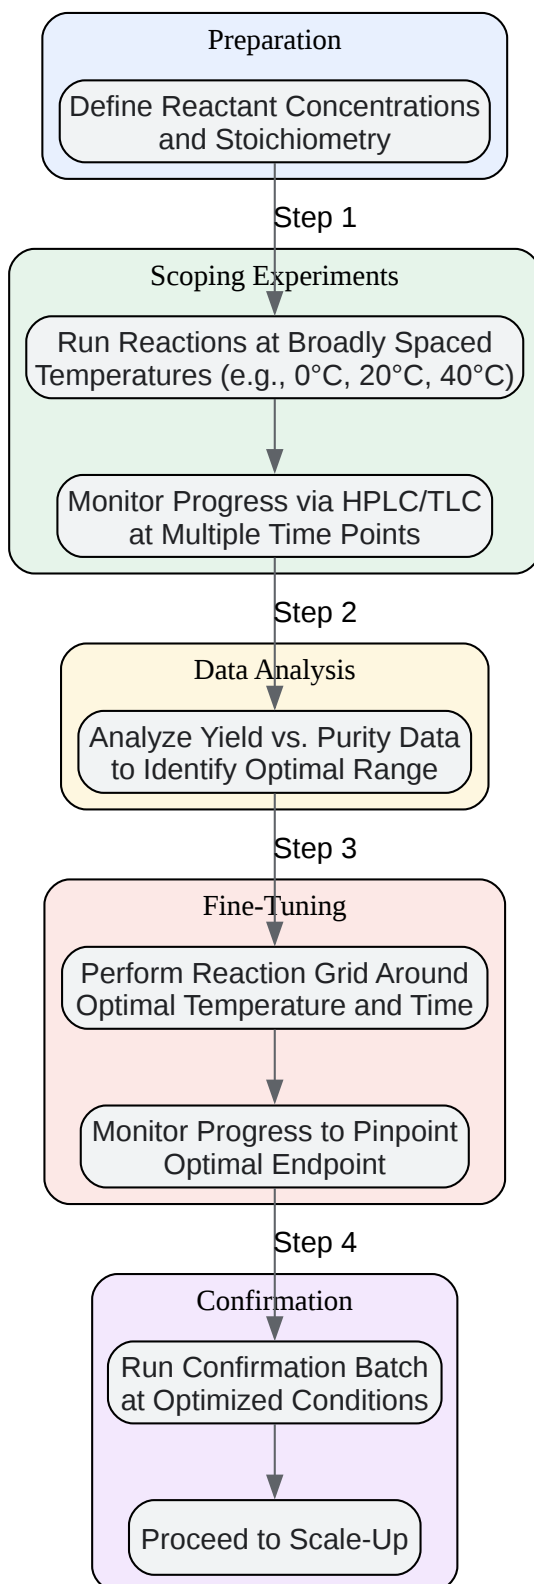 Preparation
Define Reactant Concentrations
and Stoichiometry
Step 1
Scoping Experiments
Run Reactions at Broadly Spaced
Temperatures (e.g., 0°C, 20°C, 40°C)
Monitor Progress via HPLC/TLC
at Multiple Time Points
Step 2
Data Analysis
Analyze Yield vs. Purity Data
to Identify Optimal Range
Step 3
Fine-Tuning
Perform Reaction Grid Around
Optimal Temperature and Time
Monitor Progress to Pinpoint
Optimal Endpoint
Step 4
Confirmation
Run Confirmation Batch
at Optimized Conditions
Proceed to Scale-Up